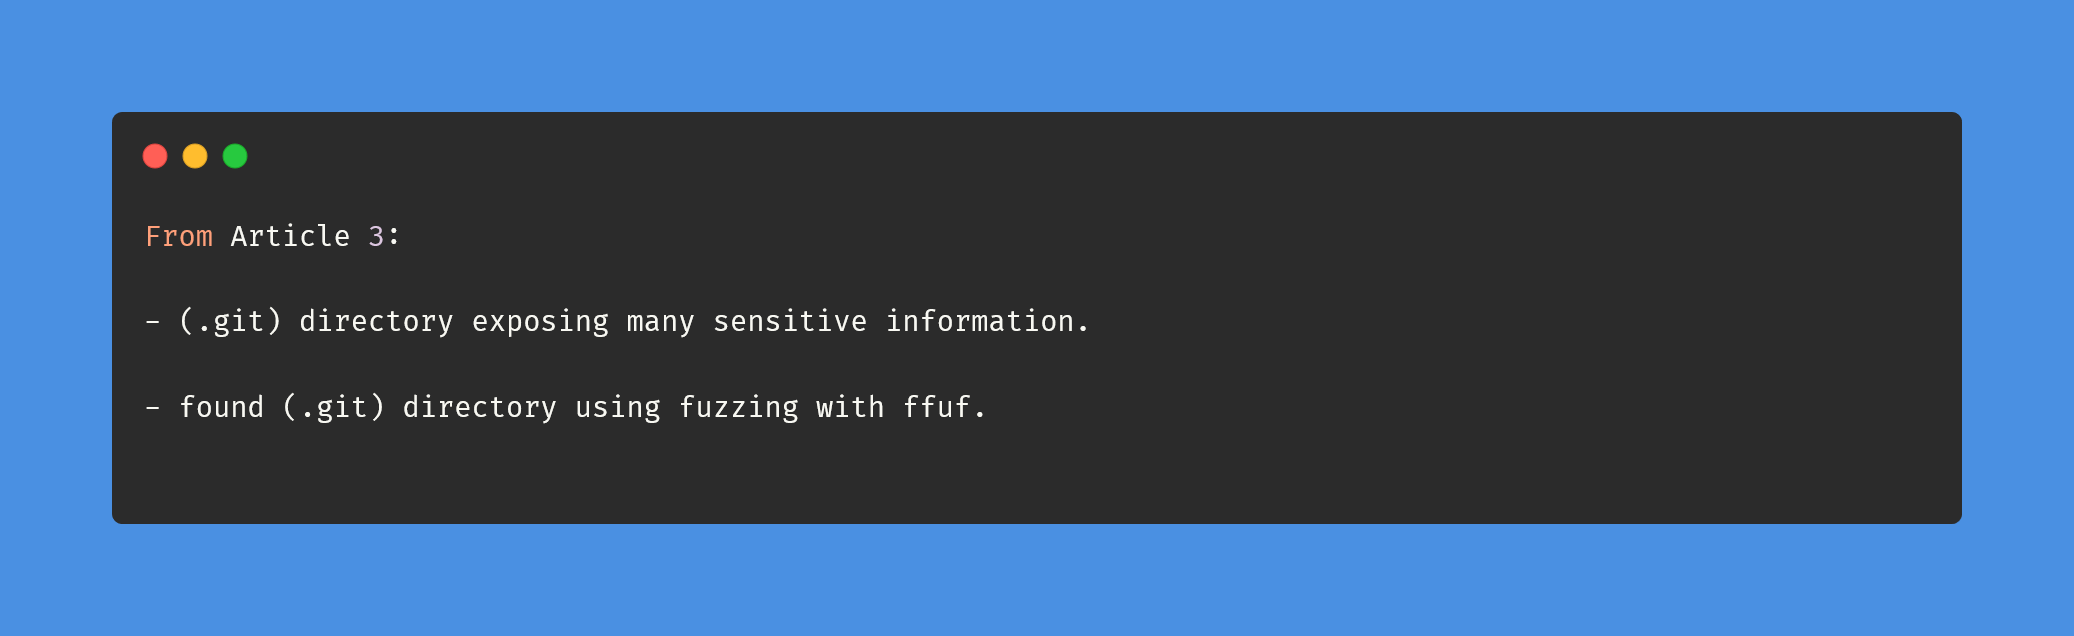 From Article 3:
- (.git) directory exposing many sensitive information.
- found (.git) directory using fuzzing with ffuf.